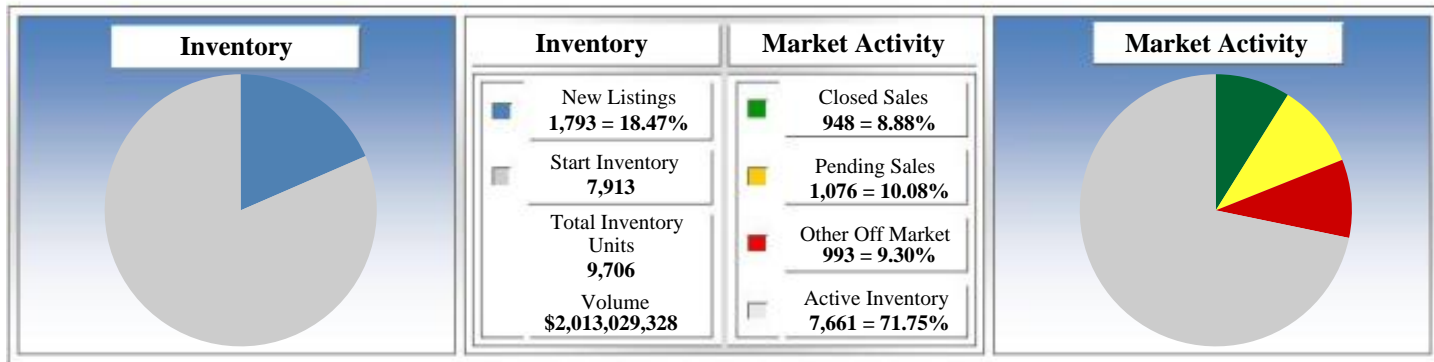 Inventory
Inventory
Market Activity
Market Activity
New Listings
1,793 = 18.47%
Start Inventory
7,913
Total Inventory
Units
9,706
Volume
$2,013,029,328
Closed Sales
948 = 8.88%
Pending Sales
1,076 = 10.08%
Other Off Market
993 = 9.30%
Active Inventory
7,661 = 71.75%